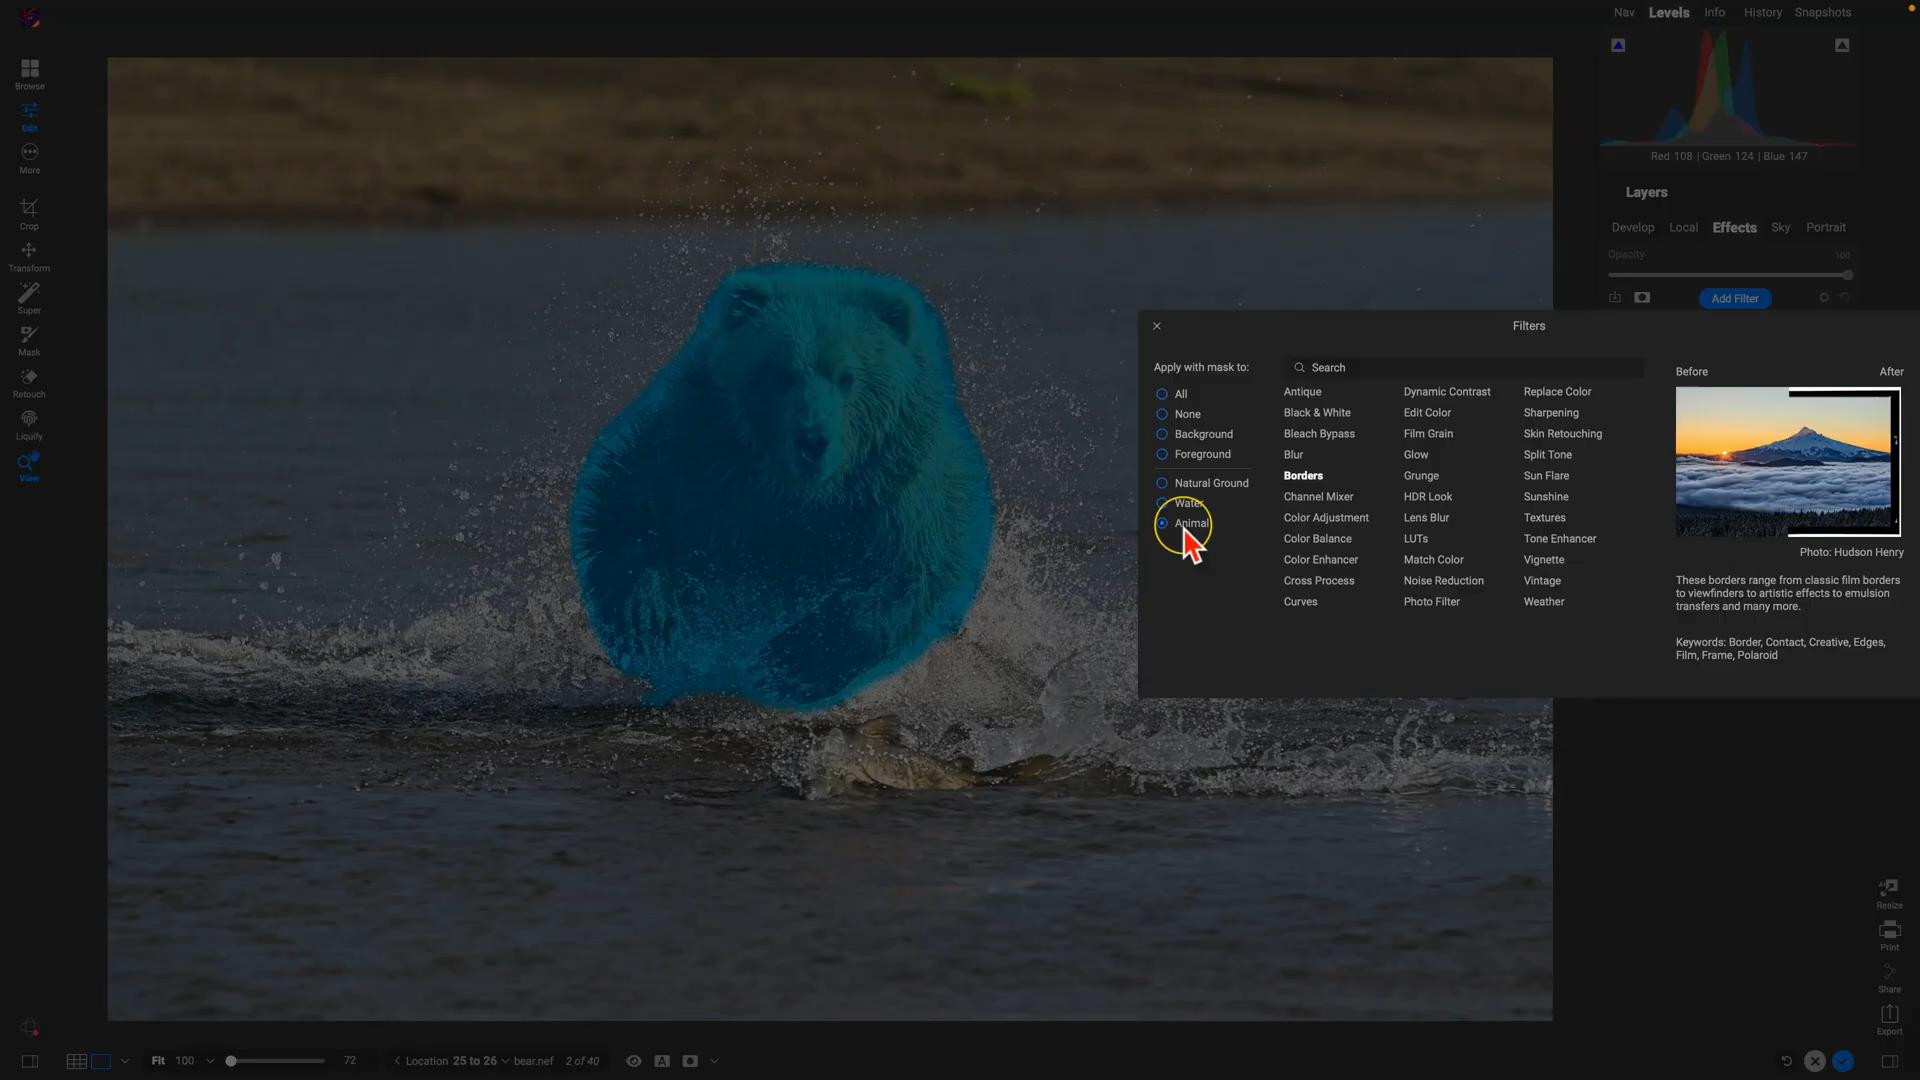 Nav Levels Info History Snapshots
Browse
Edit
More
Crop
Transform
Super
Mask
Retouch
Liquify
View
Red 108 | Green 124 | Blue 147
Layers
Develop Local Effects Sky Portrait
Opacity 100
Add Filter
Filters
Apply with mask to:
All
None
Background
Foreground
Natural Ground
Water
Animal
Search
Antique
Black & White
Bleach Bypass
Blur
Borders
Channel Mixer
Color Adjustment
Color Balance
Color Enhancer
Cross Process
Curves
Dynamic Contrast
Edit Color
Film Grain
Glow
Grunge
HDR Look
Lens Blur
LUTs
Match Color
Noise Reduction
Photo Filter
Replace Color
Sharpening
Skin Retouching
Split Tone
Sun Flare
Sunshine
Textures
Tone Enhancer
Vignette
Vintage
Weather
Before After
Photo: Hudson Henry
These borders range from classic film borders
to viewfinders to artistic effects to emulsion
transfers and many more.
Keywords: Border, Contact, Creative, Edges,
Film, Frame, Polaroid
AI
Resize
Print
Share
Export
Fit 100 72 Location 25 to 26 bear.nef 2 of 40 A